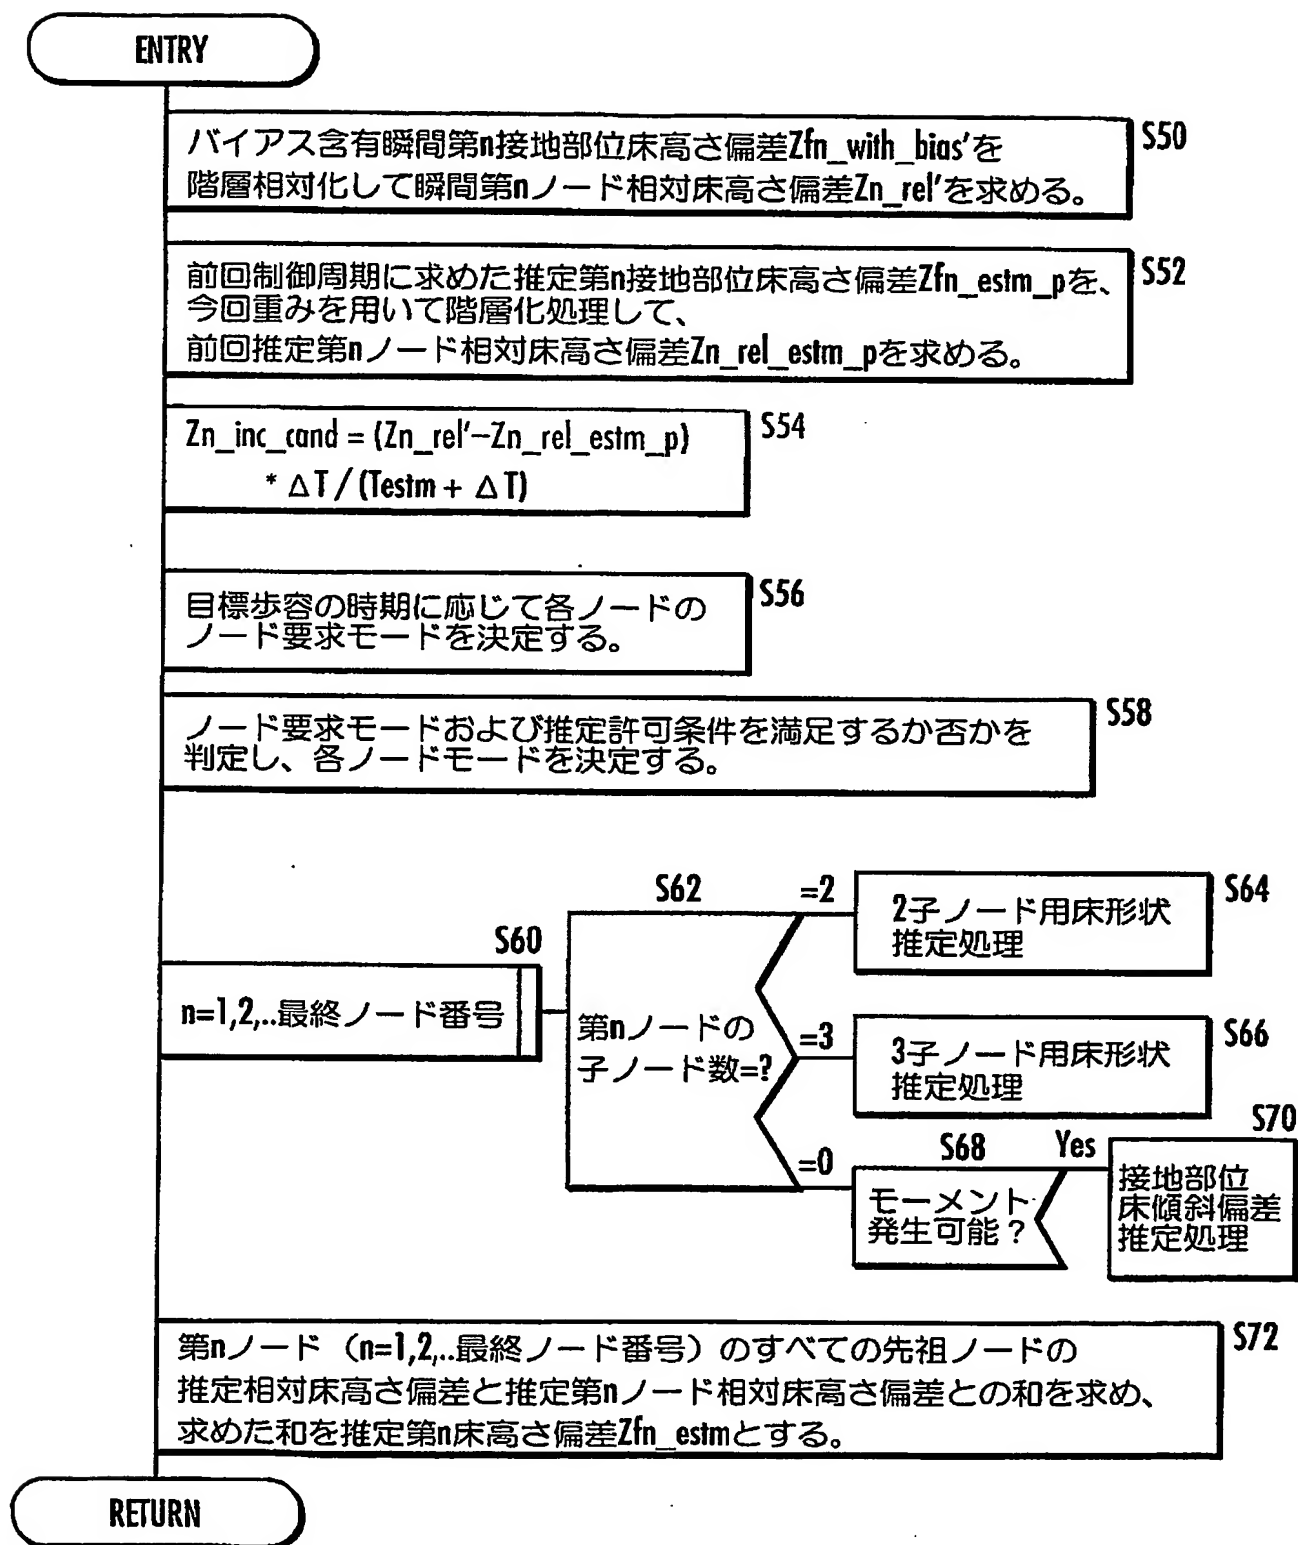 ENTRY
バイアス含有瞬間第n接地部位床高さ偏差Zfn_with_bias'を
階層相対化して瞬間第nノード相対床高さ偏差Zn_rel'を求める。
S50
前回制御周期に求めた推定第n接地部位床高さ偏差Zfn_estm_pを、
今回重みを用いて階層化処理して、
前回推定第nノード相対床高さ偏差Zn_rel_estm_pを求める。
S52
Zn_inc_cand = (Zn_rel'−Zn_rel_estm_p)
* ΔT / (Testm + ΔT)
S54
目標歩容の時期に応じて各ノードの
ノード要求モードを決定する。
S56
ノード要求モードおよび推定許可条件を満足するか否かを
判定し、各ノードモードを決定する。
S58
S60
n=1,2,..最終ノード番号
S62
第nノードの
子ノード数=?
=2
2子ノード用床形状
推定処理
S64
=3
3子ノード用床形状
推定処理
S66
=0
S68
モーメント
発生可能？
Yes
S70
接地部位
床傾斜偏差
推定処理
第nノード（n=1,2,..最終ノード番号）のすべての先祖ノードの
推定相対床高さ偏差と推定第nノード相対床高さ偏差との和を求め、
求めた和を推定第n床高さ偏差Zfn_estmとする。
S72
RETURN